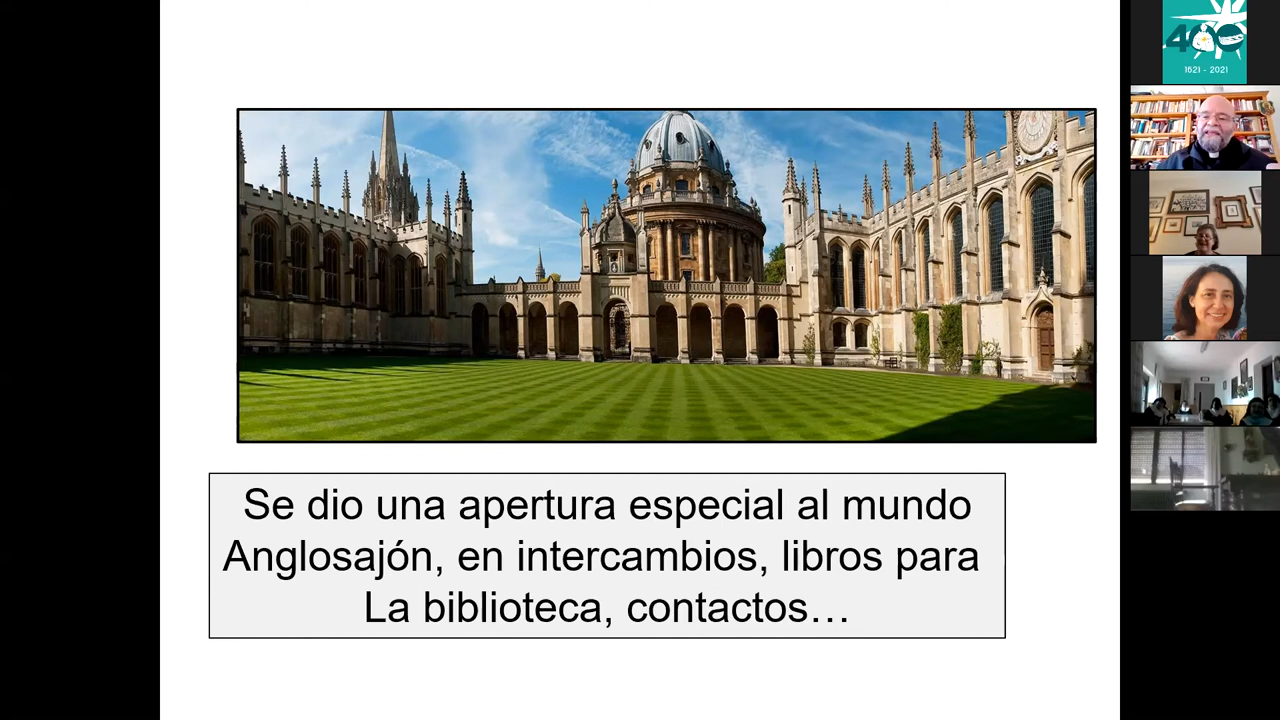 Se dio una apertura especial al mundo
Anglosajón, en intercambios, libros para
La biblioteca, contactos…
400
1621 - 2021